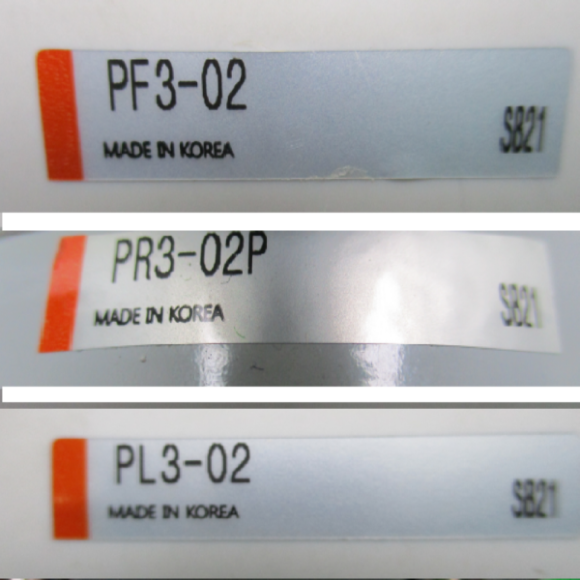 PF3-02
MADE IN KOREA
SB21
PR3-02P
MADE IN KOREA
SB21
PL3-02
MADE IN KOREA
SB21